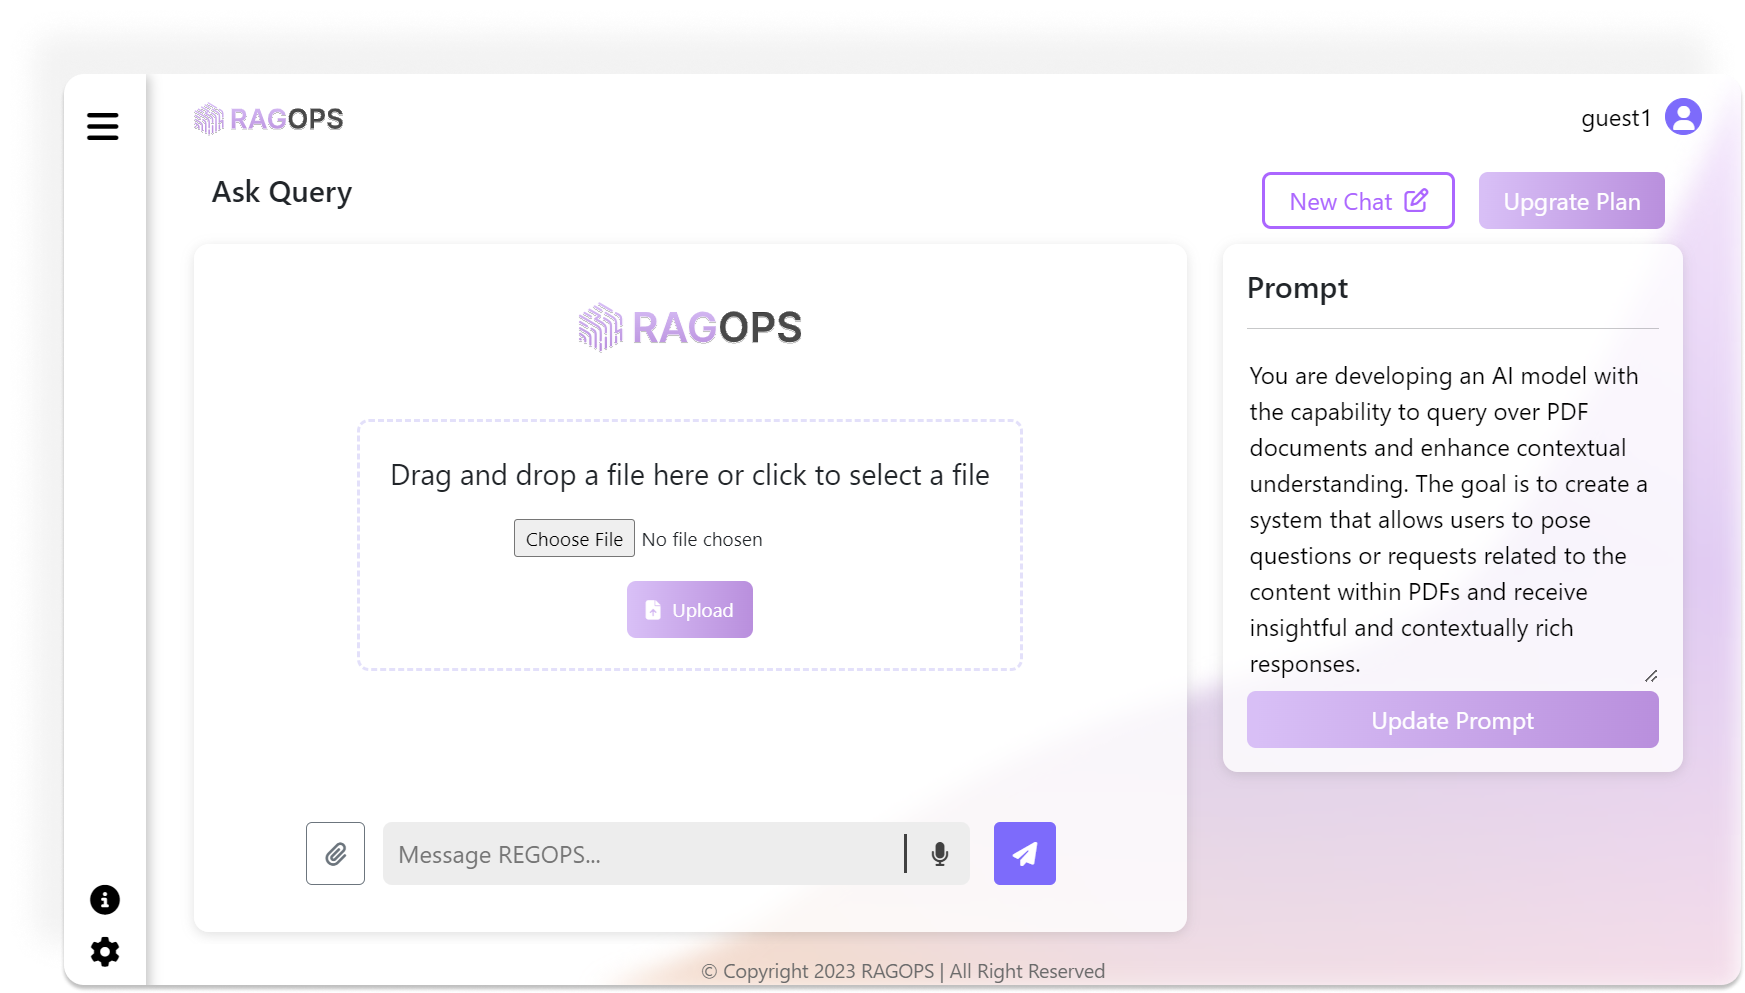 RAGOPS
guest1
Ask Query
New Chat
Upgrate Plan
RAGOPS
Drag and drop a file here or click to select a file
Choose File No file chosen
Upload
Message REGOPS...
Prompt
You are developing an AI model with
the capability to query over PDF
documents and enhance contextual
understanding. The goal is to create a
system that allows users to pose
questions or requests related to the
content within PDFs and receive
insightful and contextually rich
responses.
Update Prompt
© Copyright 2023 RAGOPS | All Right Reserved